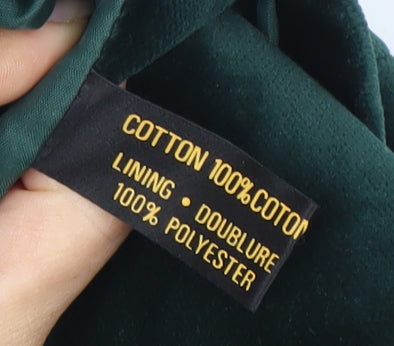 COTTON 100% COTON
LINING • DOUBLURE
100% POLYESTER